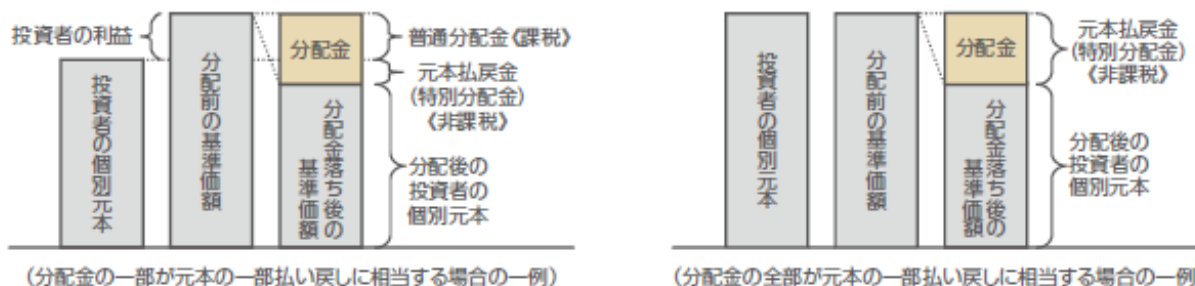 投資者の利益
投資者の個別元本
分配前の基準価額
分配金
分配金落ち後の
基準価額
普通分配金《課税》
元本払戻金
(特別分配金)
《非課税》
分配後の
投資者の
個別元本
(分配金の一部が元本の一部払い戻しに相当する場合の一例)
投資者の個別元本
分配前の基準価額
分配金
分配金落ち後の
基準価額
元本払戻金
(特別分配金)
《非課税》
分配後の
投資者の
個別元本
(分配金の全部が元本の一部払い戻しに相当する場合の一例